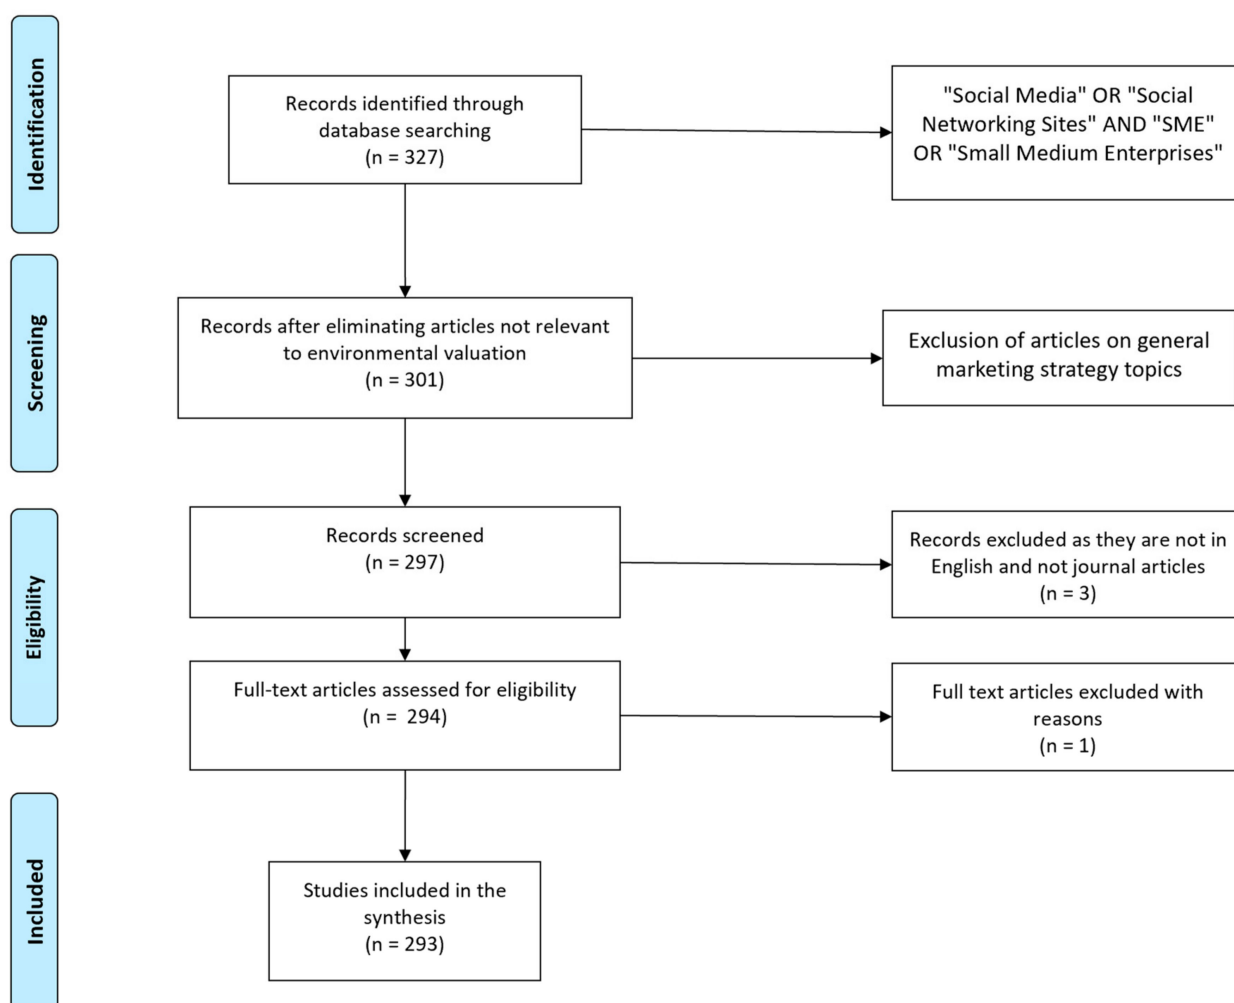 Identification
Records identified through
database searching
(n = 327)
"Social Media" OR "Social
Networking Sites" AND "SME"
OR "Small Medium Enterprises"
Screening
Records after eliminating articles not relevant
to environmental valuation
(n = 301)
Exclusion of articles on general
marketing strategy topics
Eligibility
Records screened
(n = 297)
Records excluded as they are not in
English and not journal articles
(n = 3)
Full-text articles assessed for eligibility
(n = 294)
Full text articles excluded with
reasons
(n = 1)
Included
Studies included in the
synthesis
(n = 293)